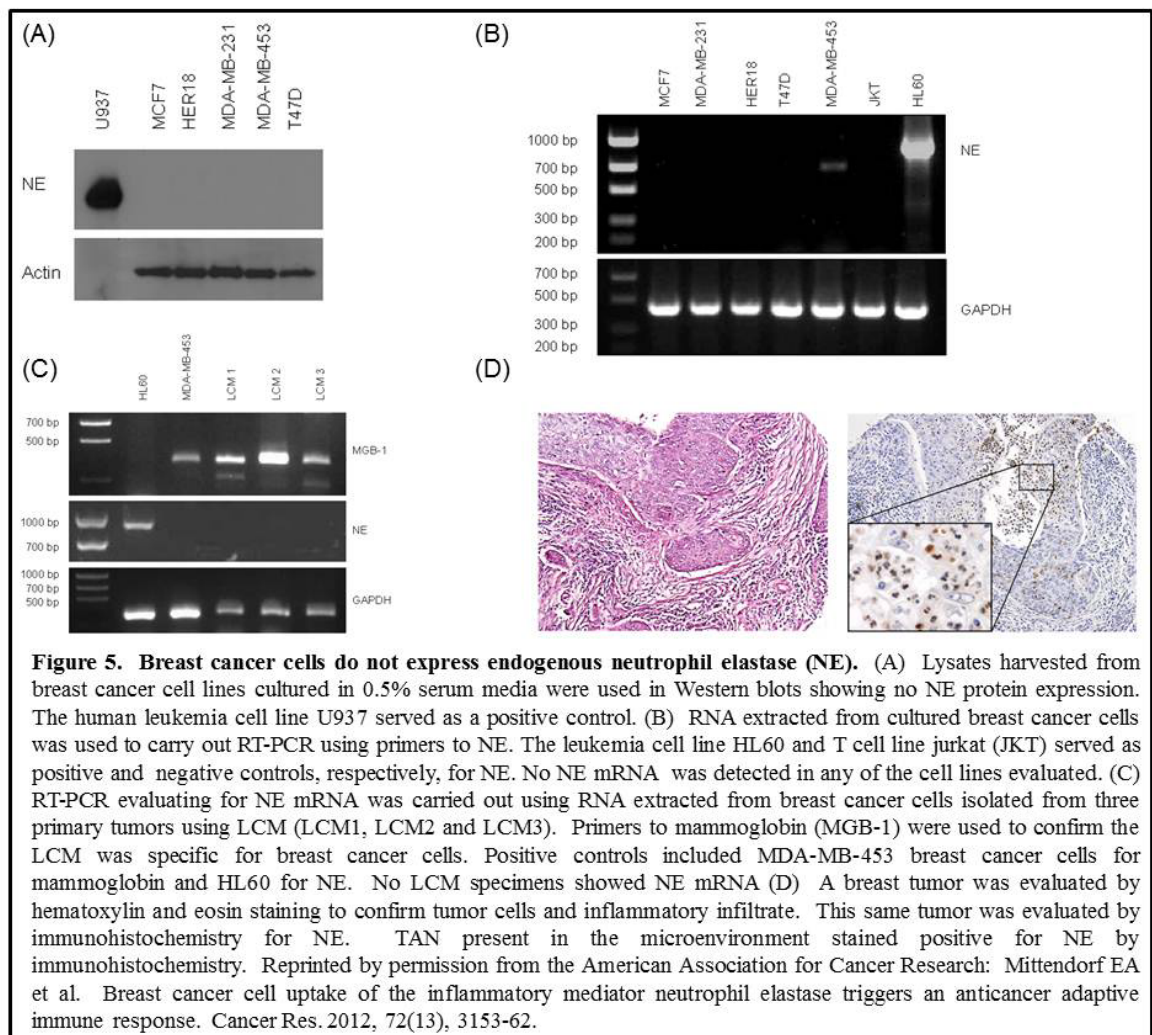 (A)
U937
MCF7
HER18
MDA-MB-231
MDA-MB-453
T47D
NE
Actin
(B)
MCF7
MDA-MB-231
HER18
T47D
MDA-MB-453
JKT
HL60
1000 bp
700 bp
500 bp
300 bp
200 bp
NE
700 bp
500 bp
300 bp
200 bp
GAPDH
(C)
HL60
MDA-MB-453
LCM 1
LCM 2
LCM 3
700 bp
500 bp
MGB-1
1000 bp
700 bp
NE
1000 bp
700 bp
500 bp
GAPDH
(D)
Figure 5. Breast cancer cells do not express endogenous neutrophil elastase (NE). (A) Lysates harvested from
breast cancer cell lines cultured in 0.5% serum media were used in Western blots showing no NE protein expression.
The human leukemia cell line U937 served as a positive control. (B) RNA extracted from cultured breast cancer cells
was used to carry out RT-PCR using primers to NE. The leukemia cell line HL60 and T cell line jurkat (JKT) served as
positive and negative controls, respectively, for NE. No NE mRNA was detected in any of the cell lines evaluated. (C)
RT-PCR evaluating for NE mRNA was carried out using RNA extracted from breast cancer cells isolated from three
primary tumors using LCM (LCM1, LCM2 and LCM3). Primers to mammoglobin (MGB-1) were used to confirm the
LCM was specific for breast cancer cells. Positive controls included MDA-MB-453 breast cancer cells for
mammoglobin and HL60 for NE. No LCM specimens showed NE mRNA (D) A breast tumor was evaluated by
hematoxylin and eosin staining to confirm tumor cells and inflammatory infiltrate. This same tumor was evaluated by
immunohistochemistry for NE. TAN present in the microenvironment stained positive for NE by
immunohistochemistry. Reprinted by permission from the American Association for Cancer Research: Mittendorf EA
et al. Breast cancer cell uptake of the inflammatory mediator neutrophil elastase triggers an anticancer adaptive
immune response. Cancer Res. 2012, 72(13), 3153-62.